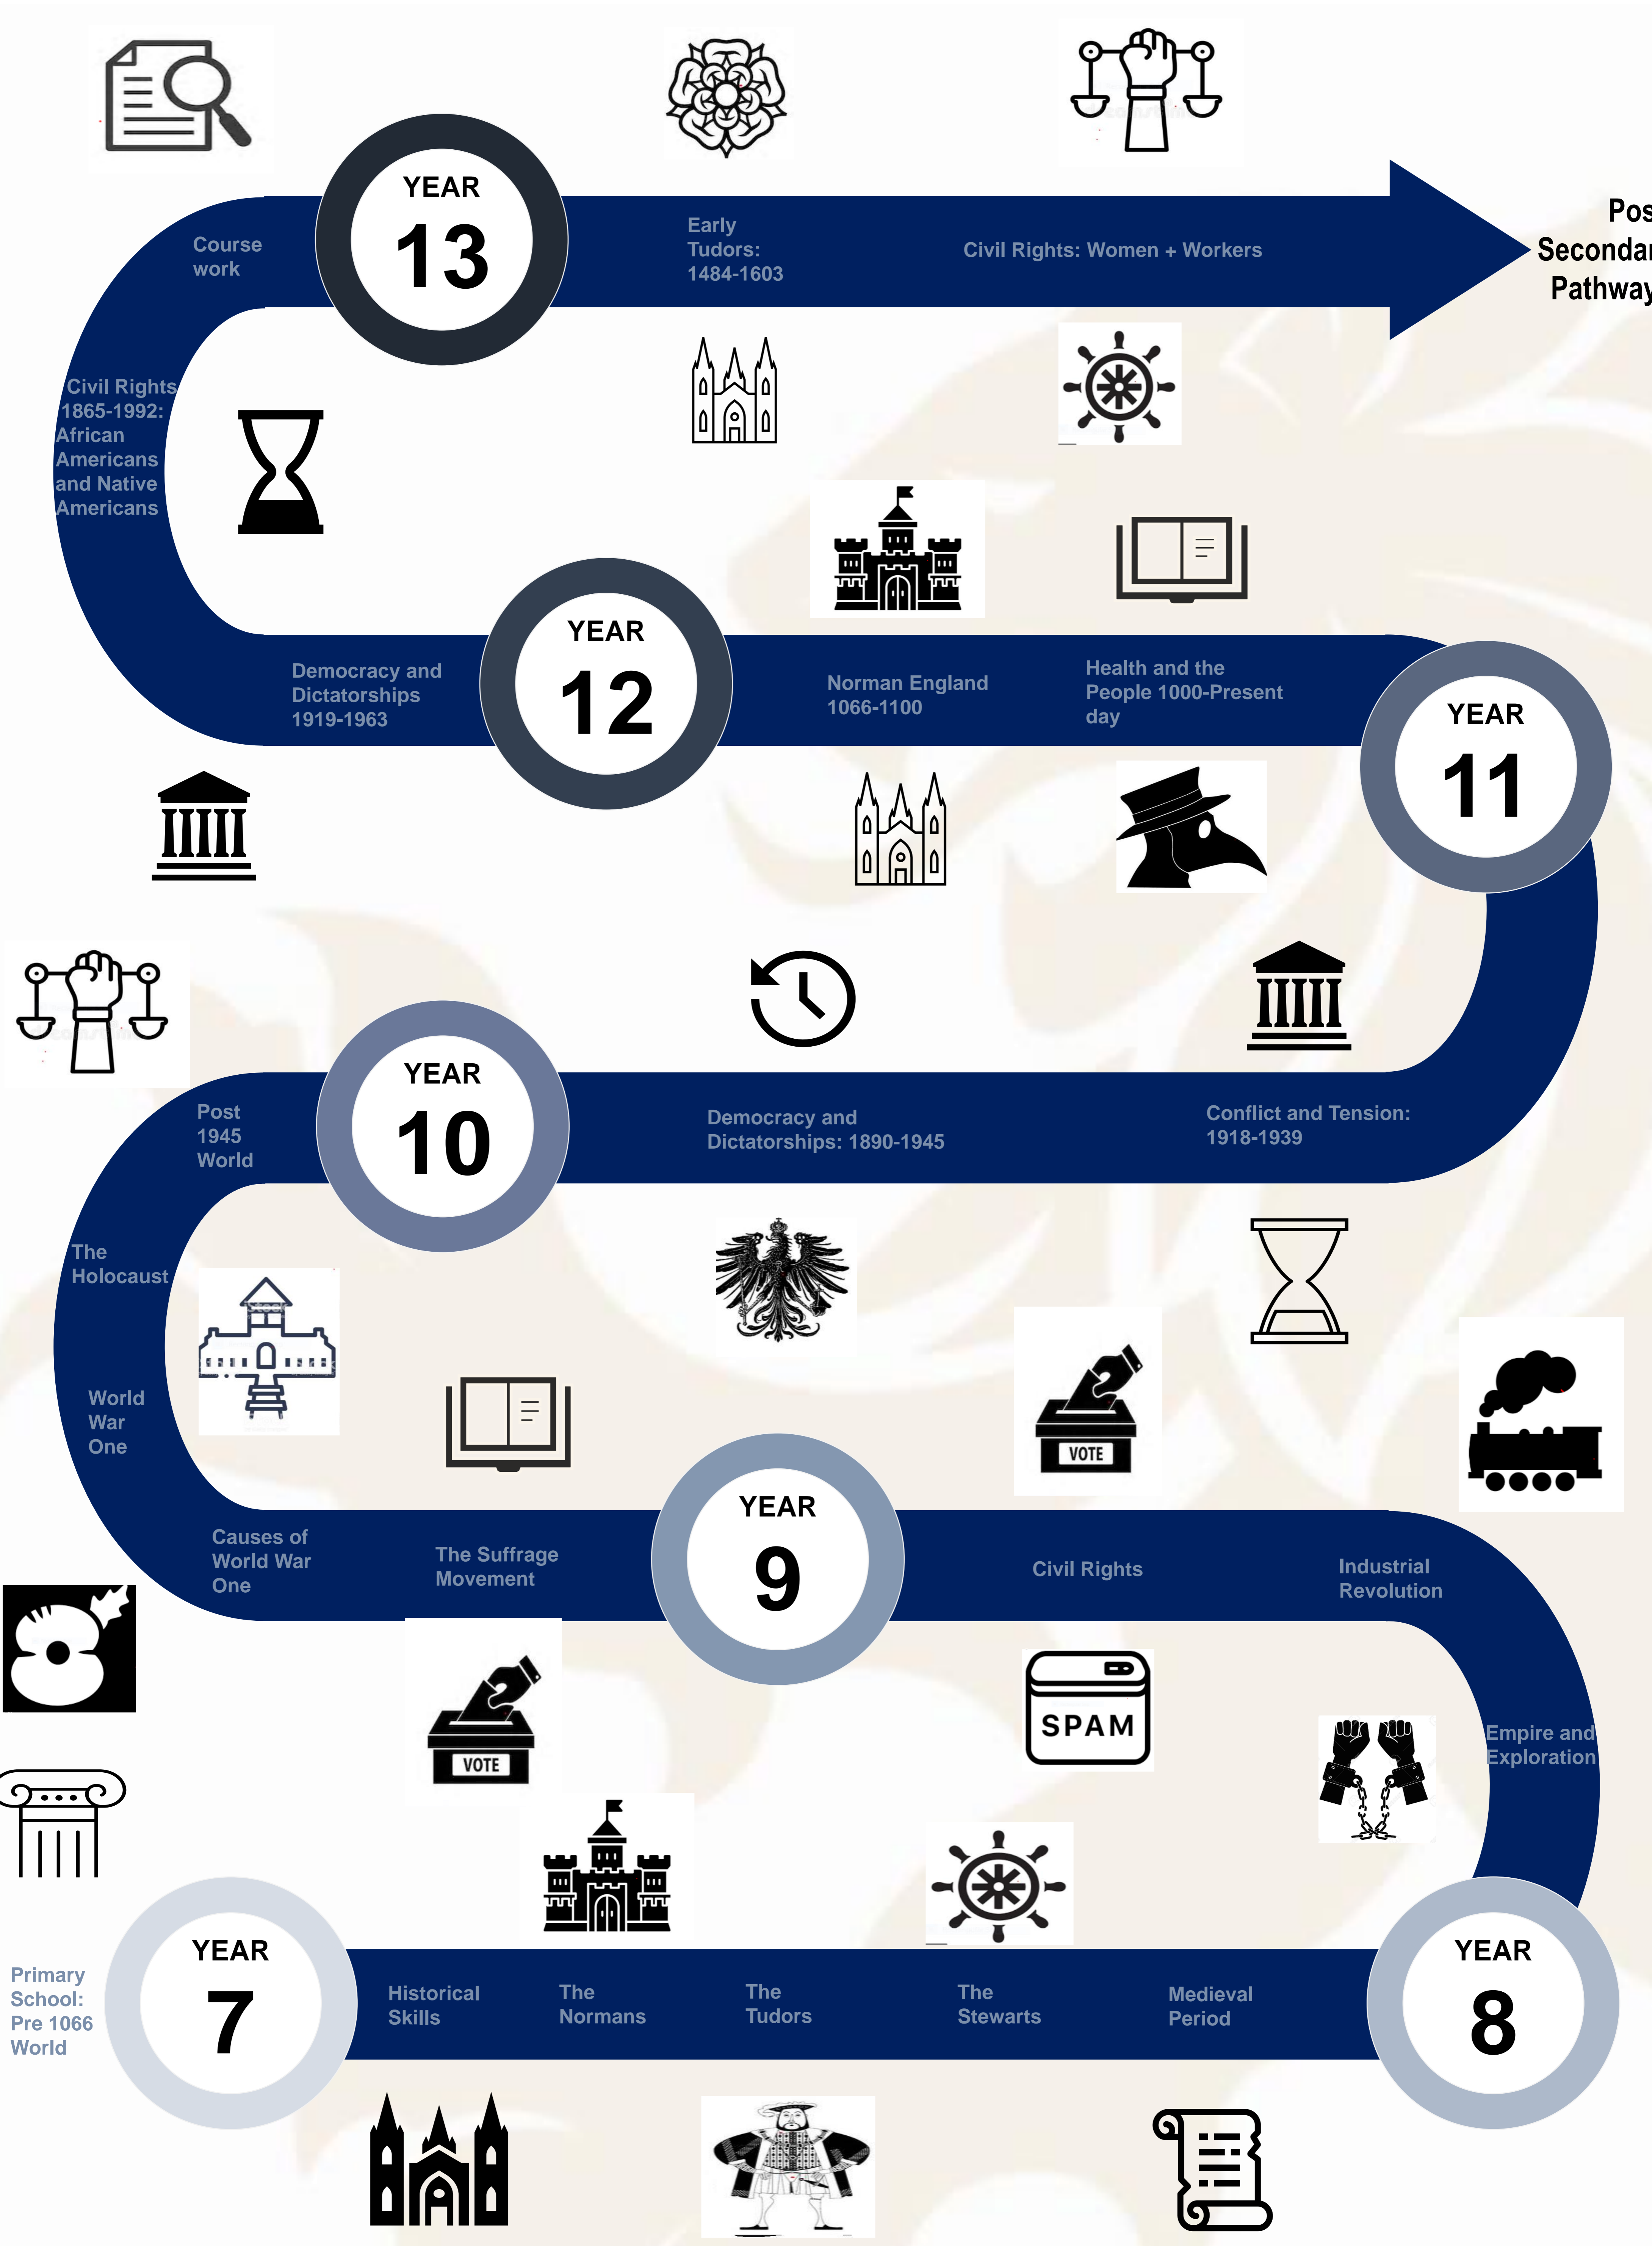 YEAR
13
Course
work
Early
Tudors:
1484-1603
Civil Rights: Women + Workers
Pos
Secondar
Pathway
Civil Rights
1865-1992:
African
Americans
and Native
Americans
Democracy and
Dictatorships
1919-1963
YEAR
12
Norman England
1066-1100
Health and the
People 1000-Present
day
YEAR
11
Post
1945
World
YEAR
10
Democracy and
Dictatorships: 1890-1945
Conflict and Tension:
1918-1939
The
Holocaust
World
War
One
VOTE
Causes of
World War
One
The Suffrage
Movement
YEAR
9
Civil Rights
Industrial
Revolution
VOTE
SPAM
Empire and
Exploration
Primary
School:
Pre 1066
World
YEAR
7
Historical
Skills
The
Normans
The
Tudors
The
Stewarts
Medieval
Period
YEAR
8